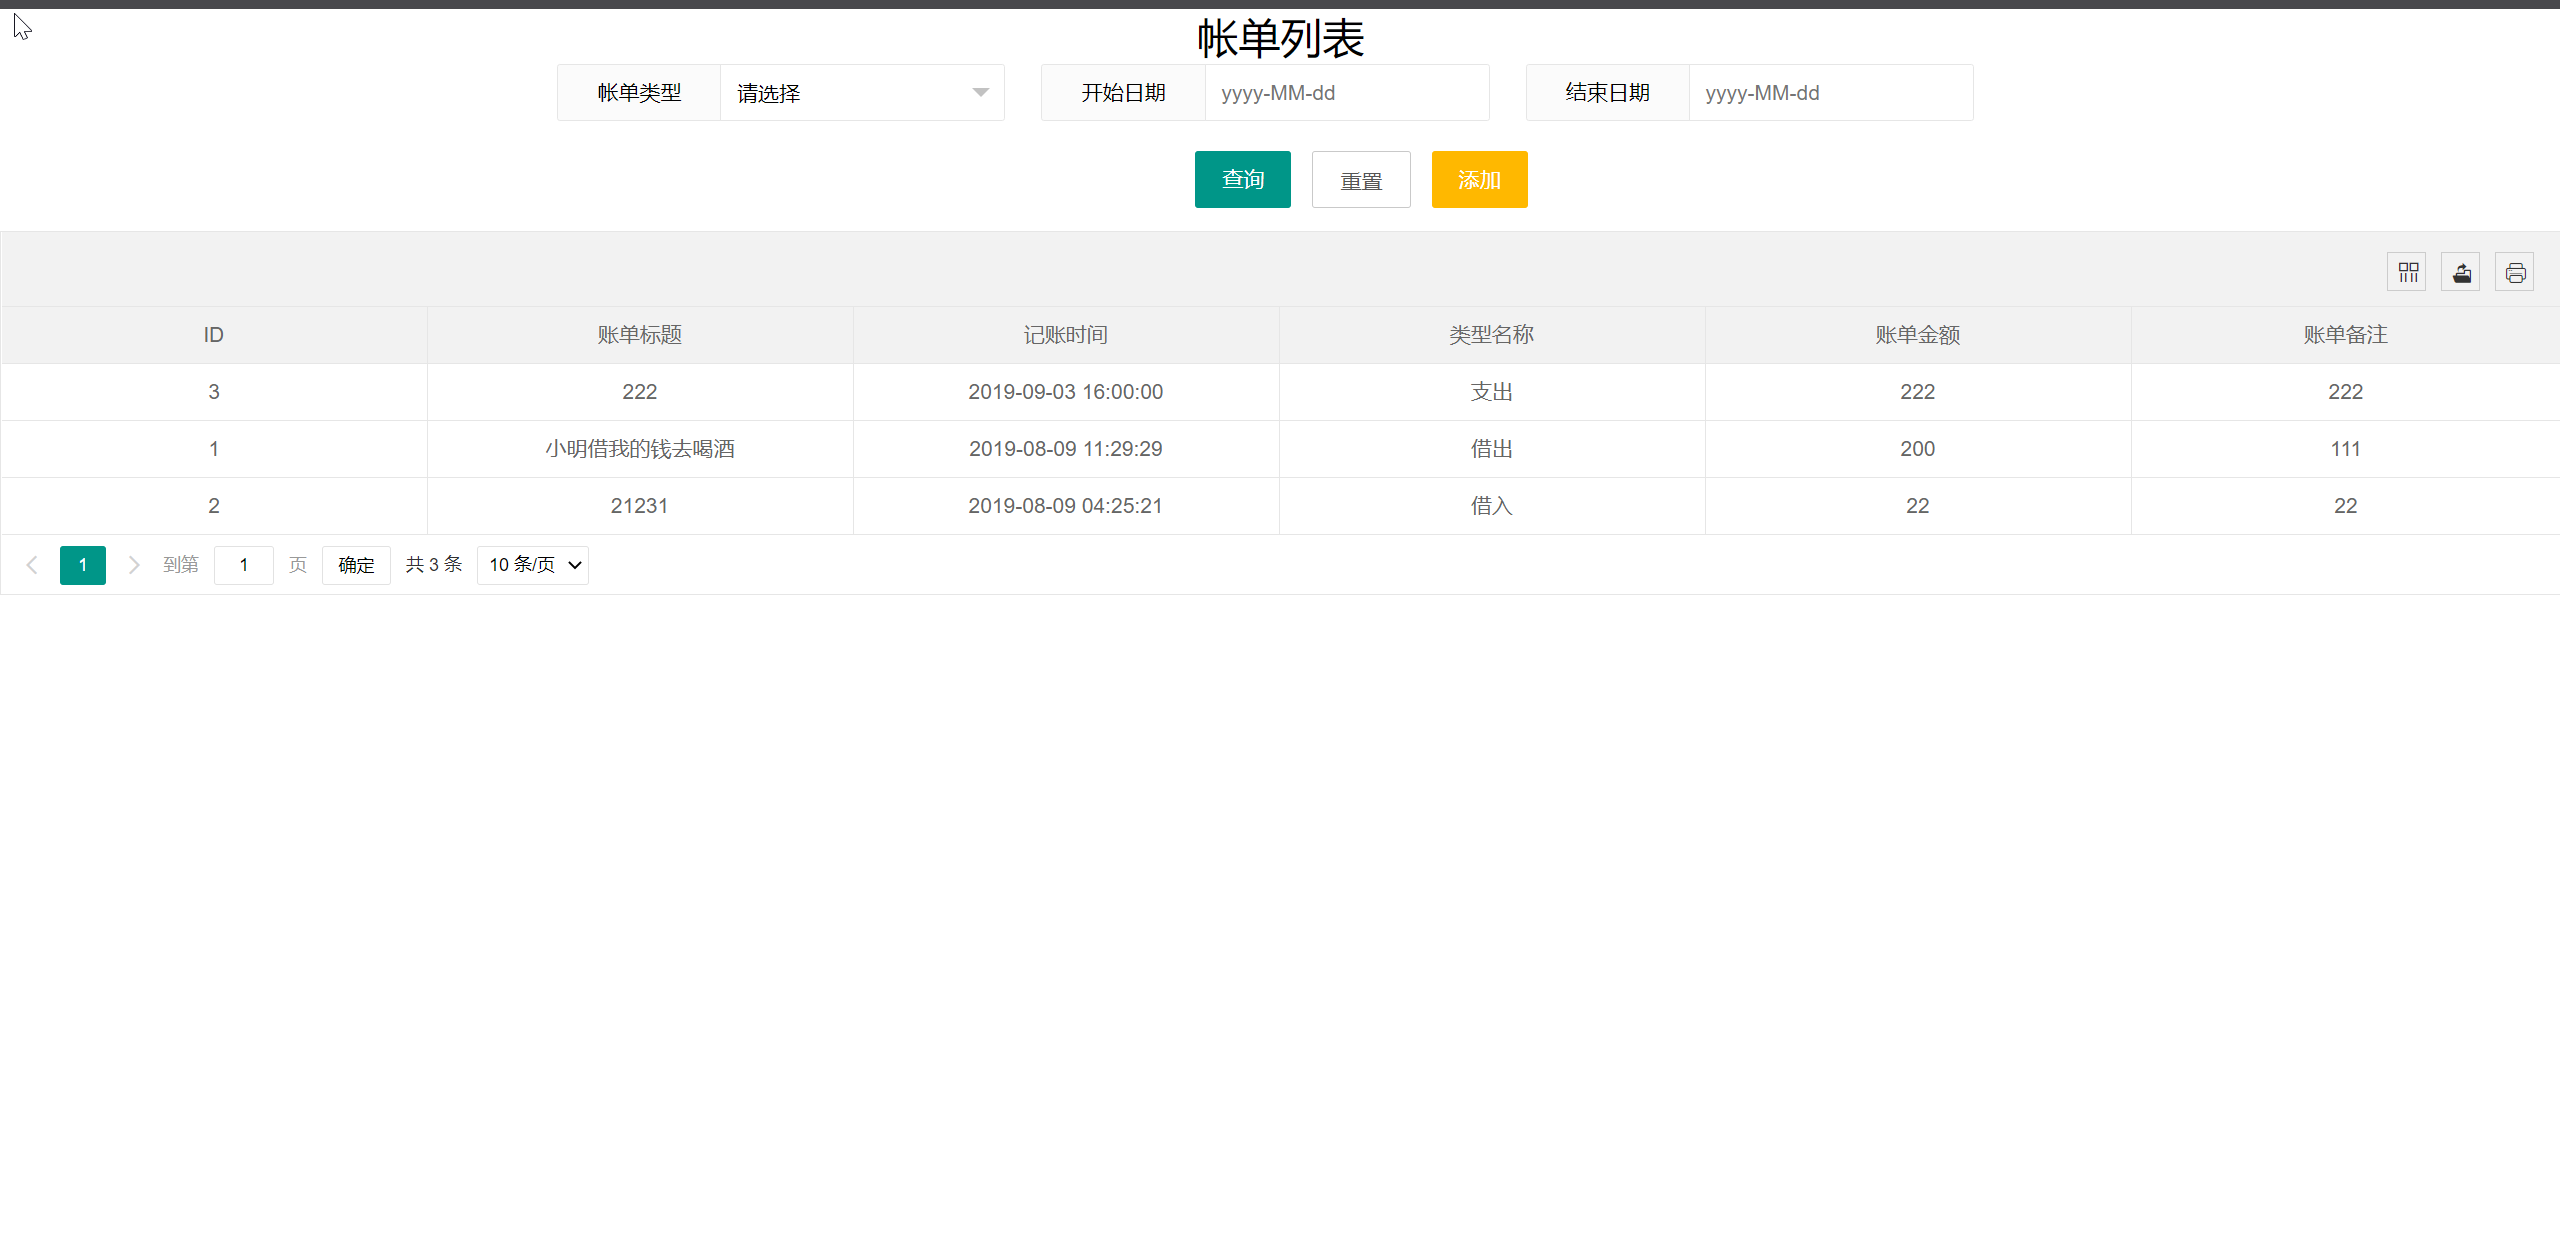 帐单列表
帐单类型 请选择 开始日期 yyyy-MM-dd 结束日期 yyyy-MM-dd
查询 重置 添加
ID 账单标题 记账时间 类型名称 账单金额 账单备注
3 222 2019-09-03 16:00:00 支出 222 222
1 小明借我的钱去喝酒 2019-08-09 11:29:29 借出 200 111
2 21231 2019-08-09 04:25:21 借入 22 22
1 到第 1 页 确定 共 3 条 10 条/页